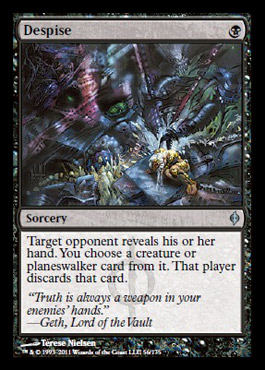 Despise
Sorcery
Target opponent reveals his or her
hand. You choose a creature or
planeswalker card from it. That player
discards that card.
“Truth is always a weapon in your
enemies’ hands.”
—Geth, Lord of the Vault
Terese Nielsen
™ & © 1993–2011 Wizards of the Coast LLC 56/175